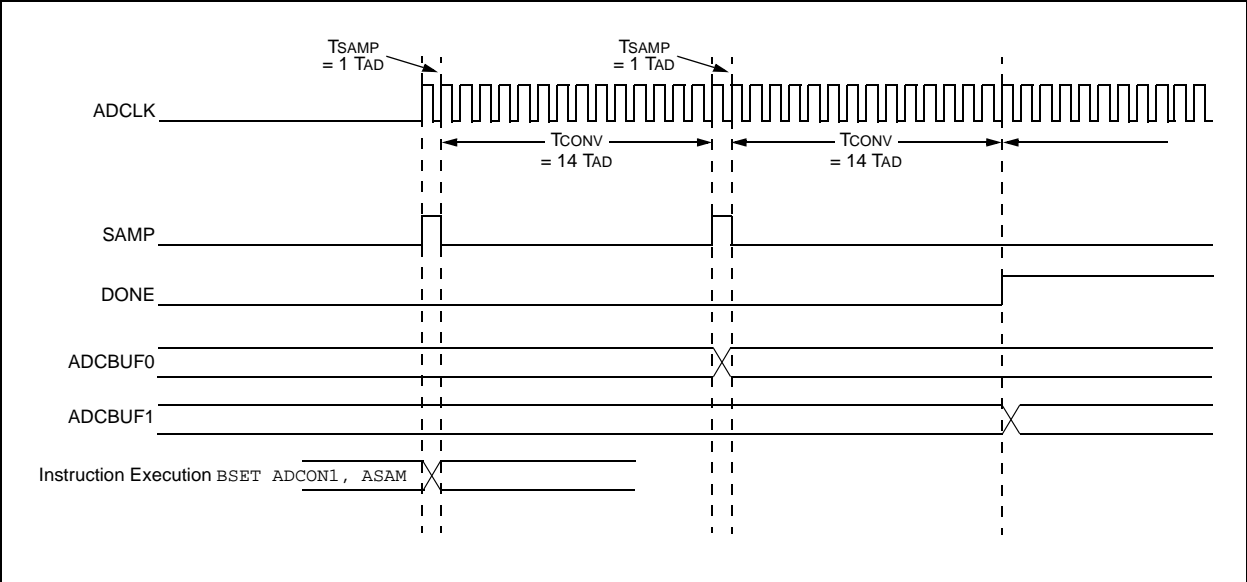 TSAMP
= 1 TAD
TSAMP
= 1 TAD
ADCLK
TCONV
= 14 TAD
TCONV
= 14 TAD
SAMP
DONE
ADCBUF0
ADCBUF1
Instruction Execution BSET ADCON1, ASAM